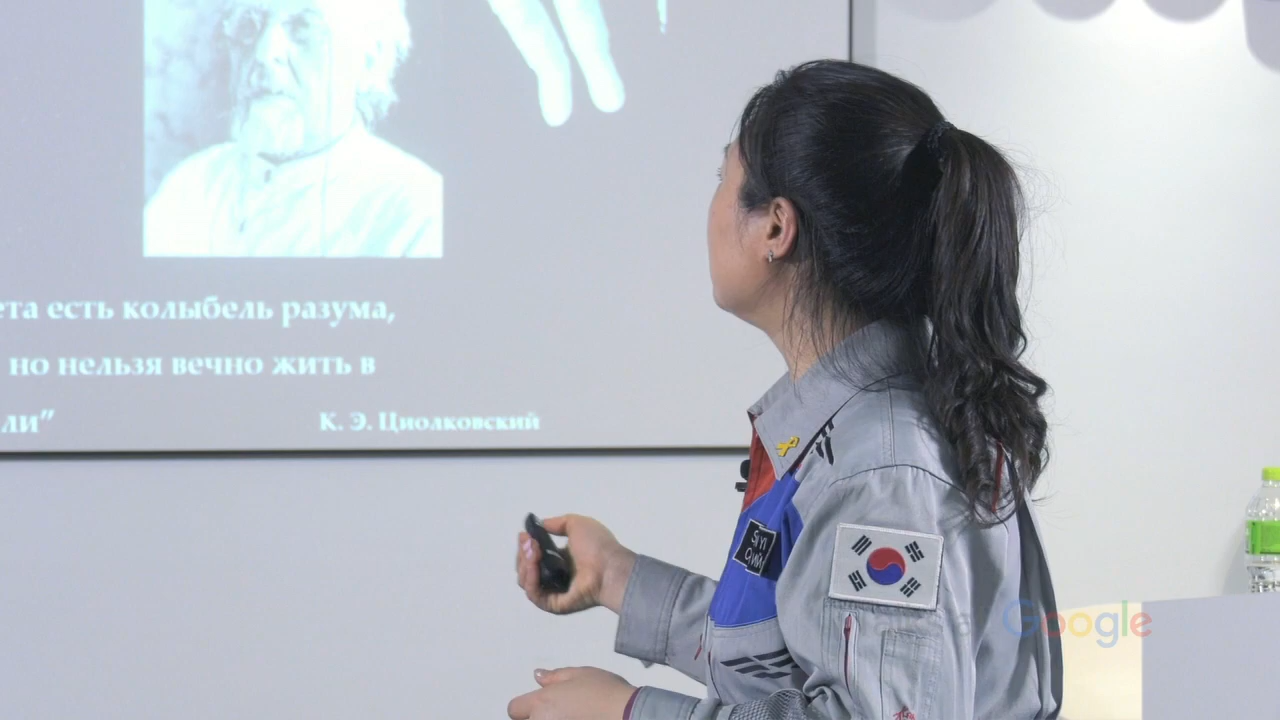 ета есть колыбель разума,
но нельзя вечно жить в
ли”
К. Э. Циолковский
Google